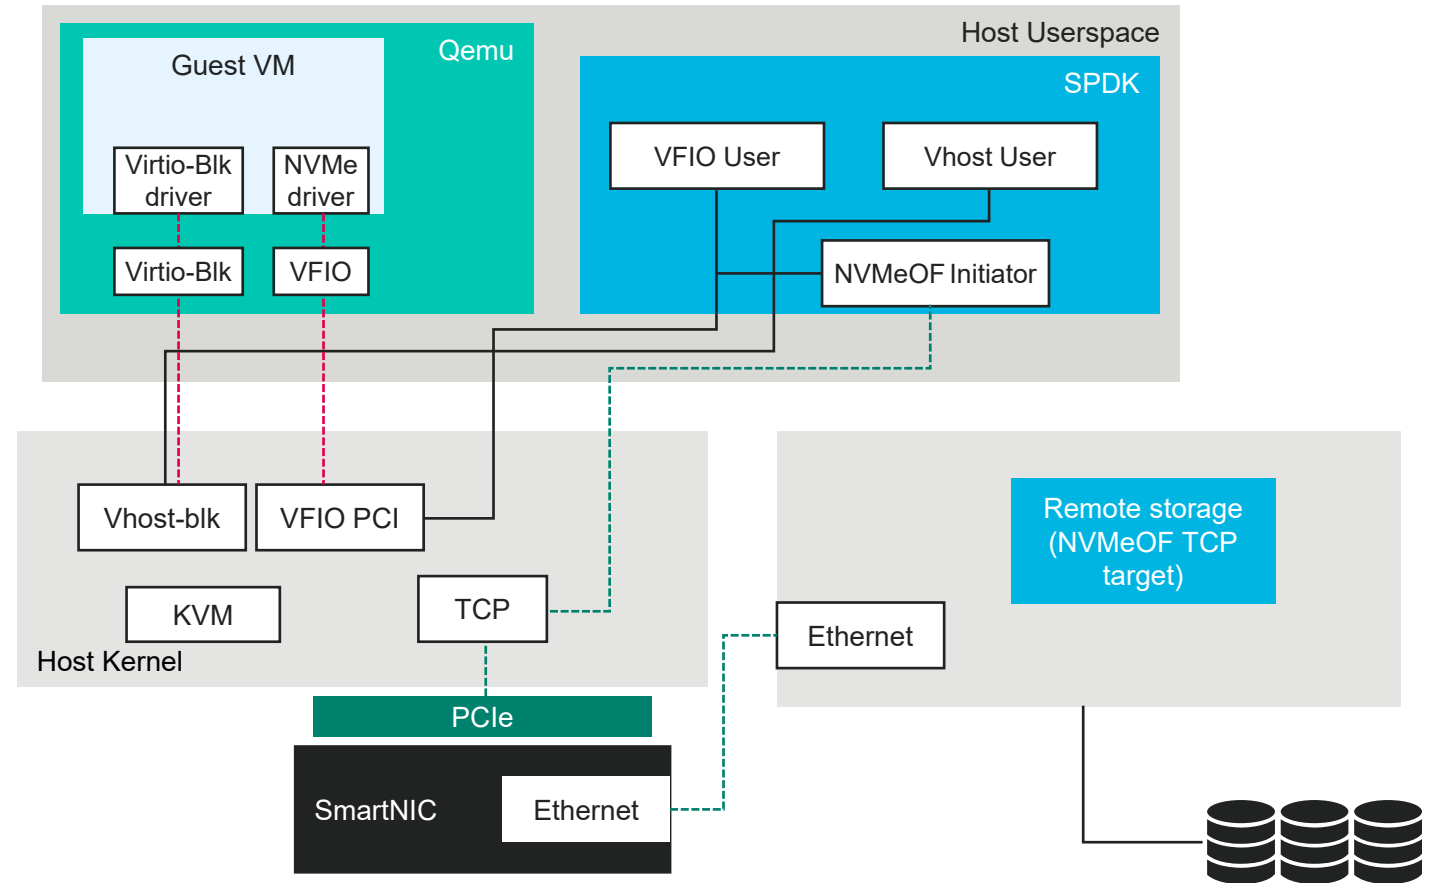 Host Userspace
Qemu
Guest VM
Virtio-Blk
driver
NVMe
driver
Virtio-Blk
VFIO
SPDK
VFIO User
Vhost User
NVMeOF Initiator
Vhost-blk
VFIO PCI
KVM
TCP
Host Kernel
PCIe
SmartNIC
Ethernet
Remote storage
(NVMeOF TCP
target)
Ethernet